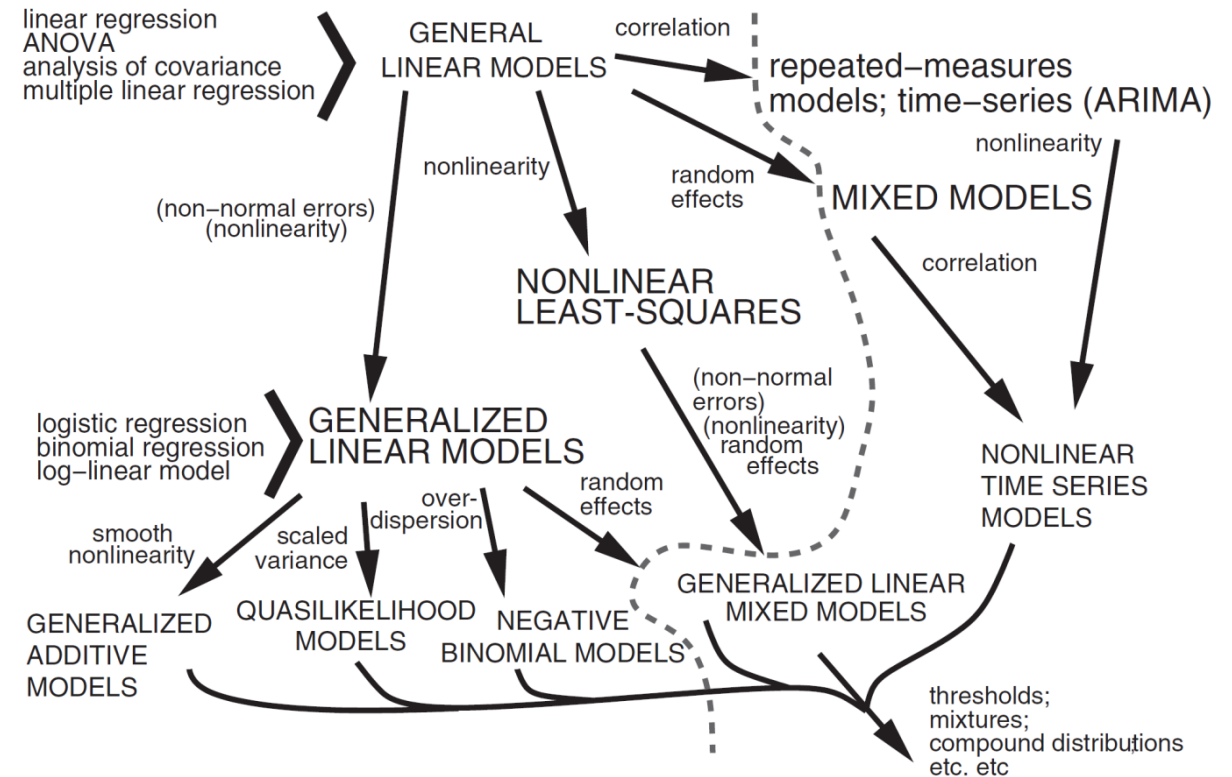 linear regression
ANOVA
analysis of covariance
multiple linear regression
GENERAL
LINEAR MODELS
correlation
repeated−measures
models; time−series (ARIMA)
nonlinearity
nonlinearity
random
effects
MIXED MODELS
(non−normal errors)
(nonlinearity)
correlation
NONLINEAR
LEAST-SQUARES
(non−normal
errors)
(nonlinearity)
random
effects
logistic regression
binomial regression
log−linear model
GENERALIZED
LINEAR MODELS
NONLINEAR
TIME SERIES
MODELS
smooth
nonlinearity
scaled
variance
over-
dispersion
random
effects
GENERALIZED
ADDITIVE
MODELS
QUASILIKELIHOOD
MODELS
NEGATIVE
BINOMIAL MODELS
GENERALIZED LINEAR
MIXED MODELS
thresholds;
mixtures;
compound distributions;
etc. etc